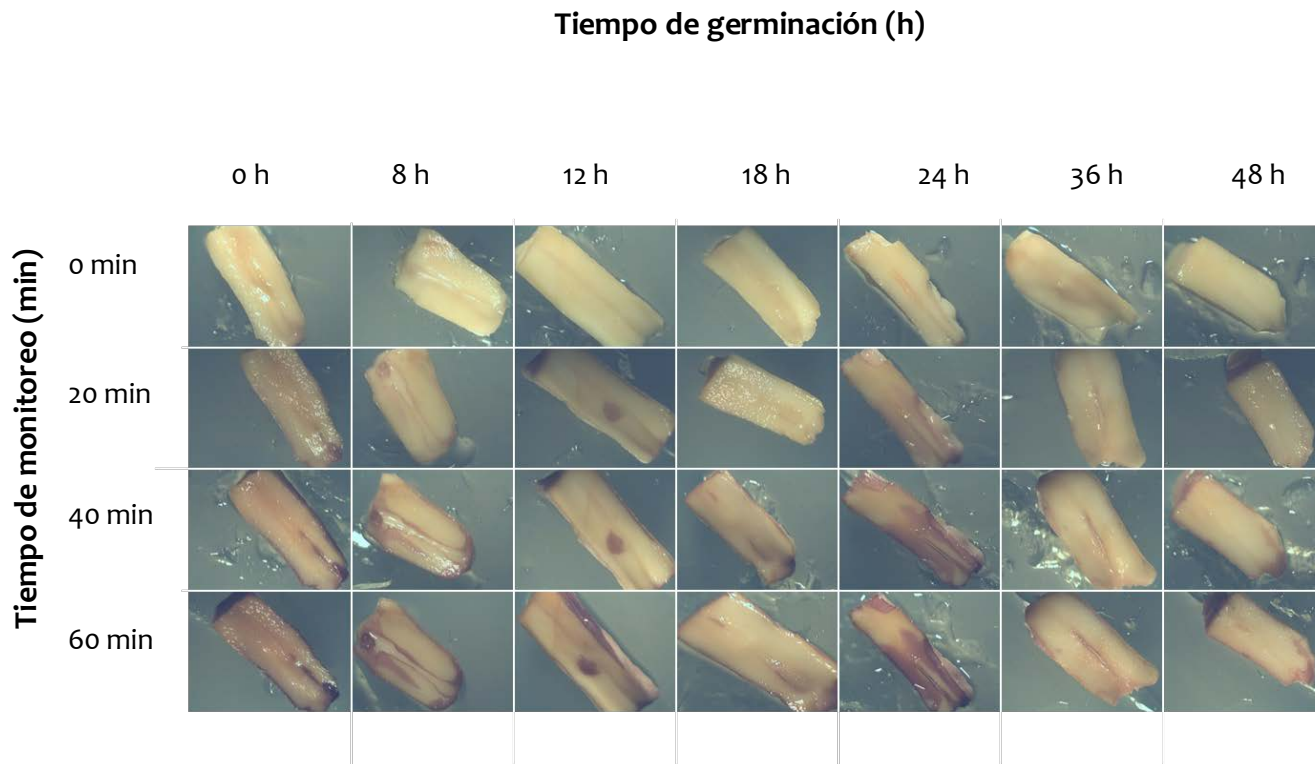 Tiempo de germinación (h)
0 h 8 h 12 h 18 h 24 h 36 h 48 h
Tiempo de monitoreo (min)
0 min
20 min
40 min
60 min